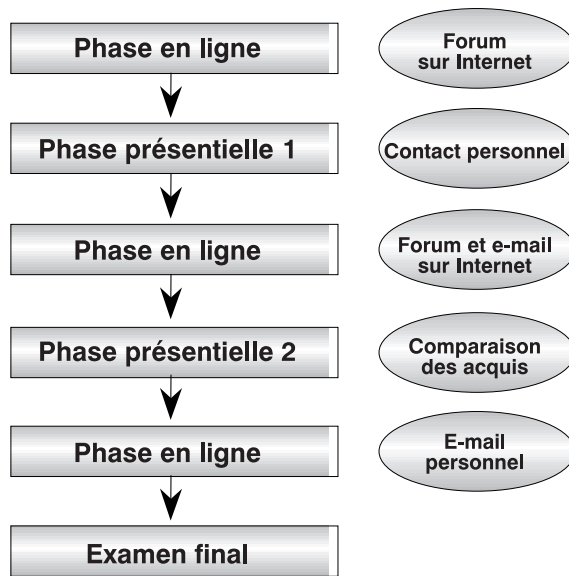 Phase en ligne
Forum
sur Internet
Phase présentielle 1
Contact personnel
Phase en ligne
Forum et e-mail
sur Internet
Phase présentielle 2
Comparaison
des acquis
Phase en ligne
E-mail
personnel
Examen final